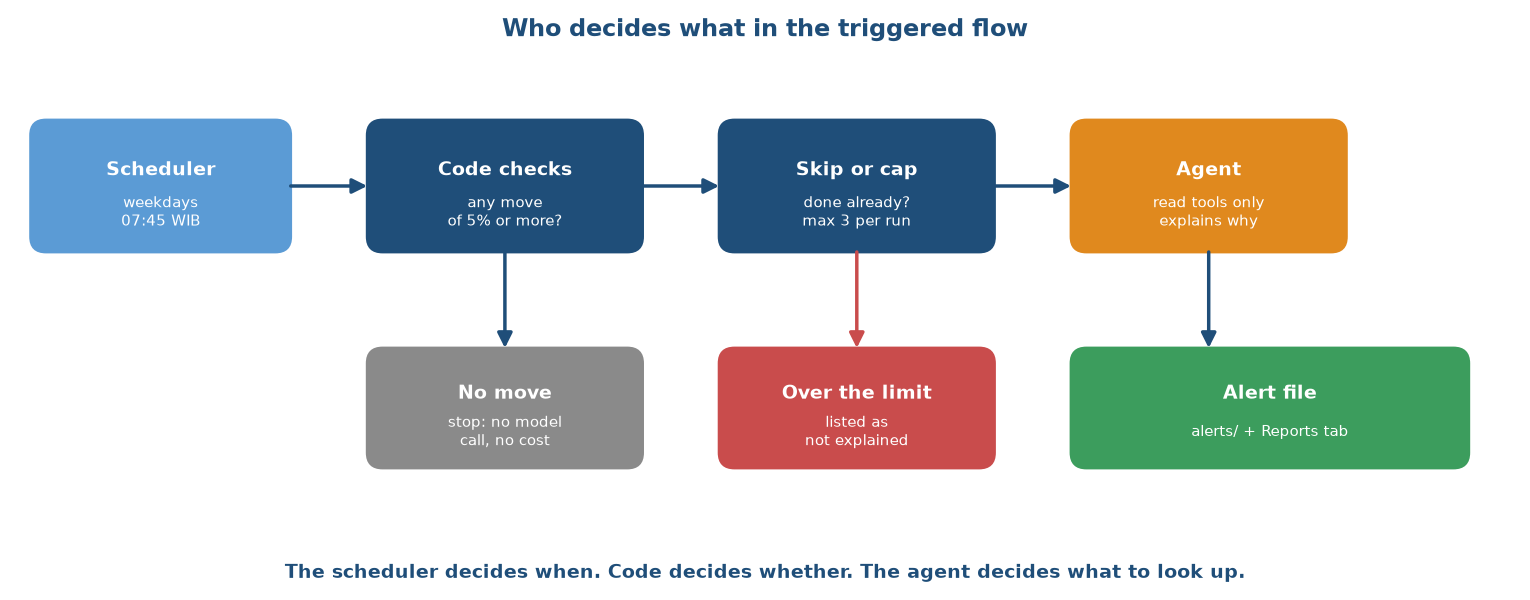 Who decides what in the triggered flow
Scheduler
weekdays
07:45 WIB
Code checks
any move
of 5% or more?
Skip or cap
done already?
max 3 per run
Agent
read tools only
explains why
No move
stop: no model
call, no cost
Over the limit
listed as
not explained
Alert file
alerts/ + Reports tab
The scheduler decides when. Code decides whether. The agent decides what to look up.